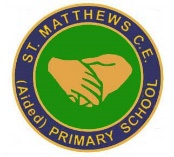 ST. MATTHEWS C.E.
(Aided) PRIMARY SCHOOL